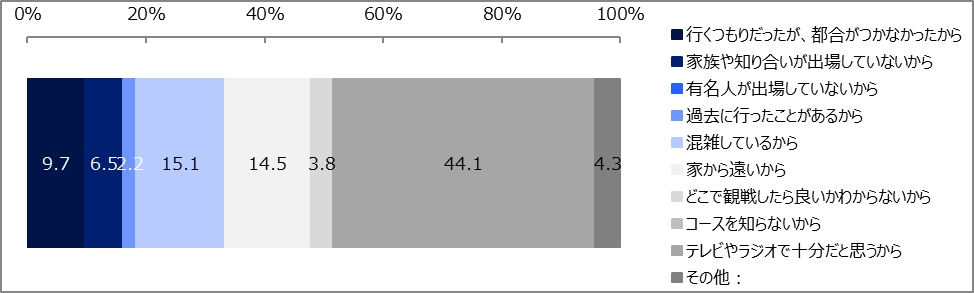 0% 20% 40% 60% 80% 100%
9.7 6.5 2.2 15.1 14.5 3.8 44.1 4.3
行くつもりだったが、都合がつかなかったから
家族や知り合いが出場していないから
有名人が出場していないから
過去に行ったことがあるから
混雑しているから
家から遠いから
どこで観戦したら良いかわからないから
コースを知らないから
テレビやラジオで十分だと思うから
その他：